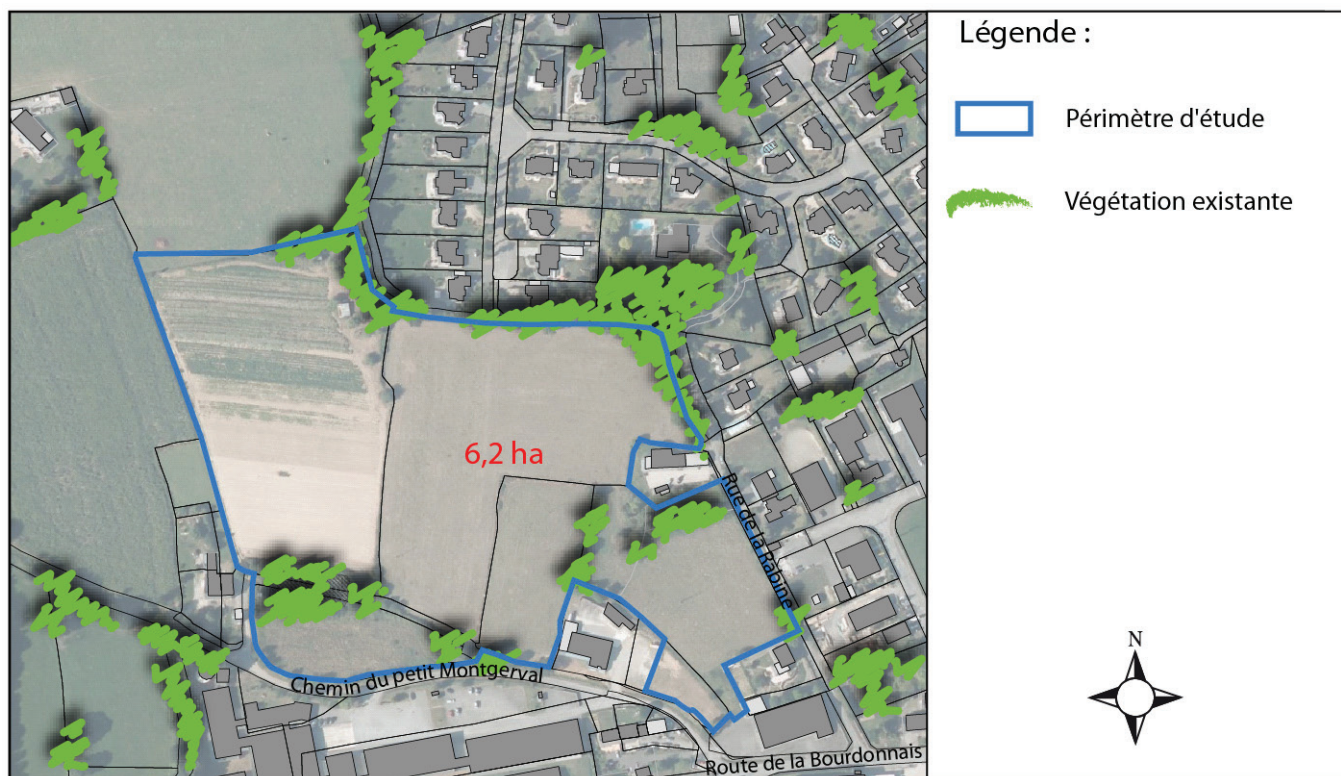 Légende :
Périmètre d'étude
Végétation existante
6,2 ha
Rue de la Rabine
Chemin du petit Montgerval
Route de la Bourdonnais
N